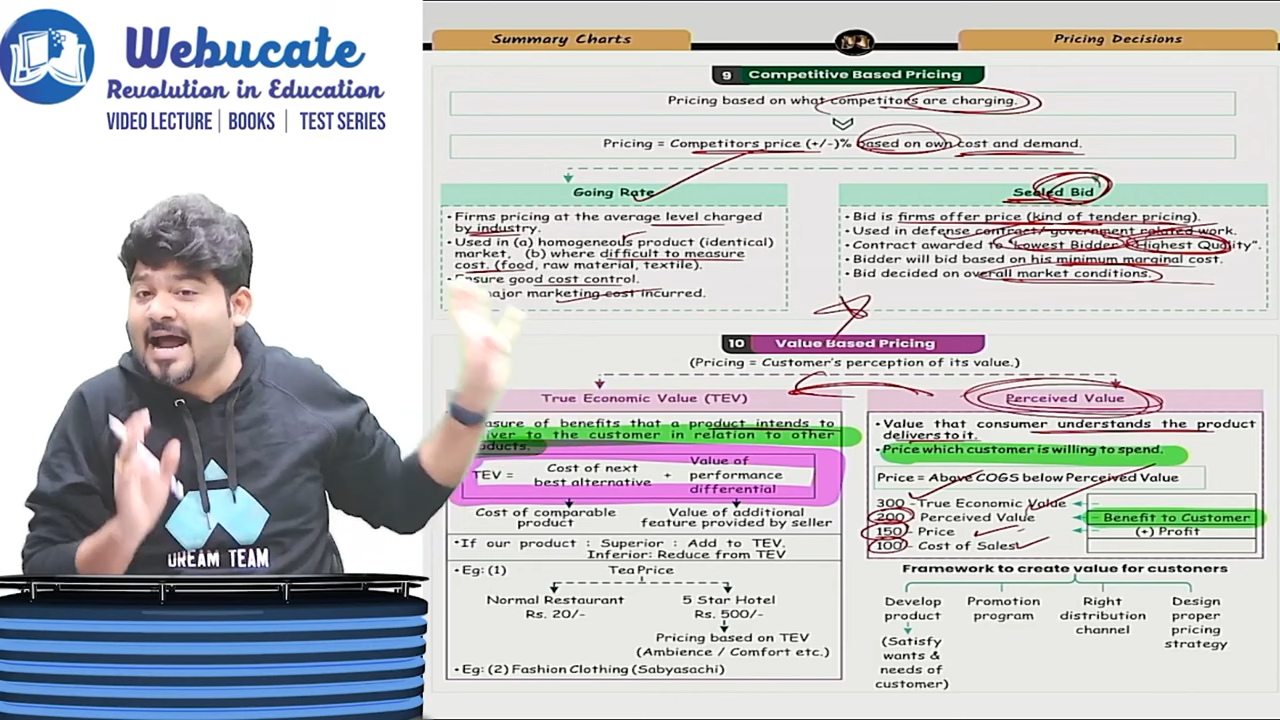 Webucate
Revolution in Education
VIDEO LECTURE | BOOKS | TEST SERIES
DREAM TEAM
Summary Charts
Pricing Decisions
9 Competitive Based Pricing
Pricing based on what competitors are charging.
Pricing = Competitors price (+/-)% based on own cost and demand.
Going Rate
• Firms pricing at the average level charged
by industry.
• Used in (a) homogeneous product (identical)
market, (b) where difficult to measure
cost. (food, raw material, textile).
• Ensure good cost control.
major marketing cost incurred.
Sealed Bid
• Bid is firms offer price (kind of tender pricing).
• Used in defense contract/ government related work.
• Contract awarded to "lowest Bidder Highest Quality".
• Bidder will bid based on his minimum marginal cost.
• Bid decided on overall market conditions.
10 Value Based Pricing
(Pricing = Customer's perception of its value.)
True Economic Value (TEV)
of benefits that a product intends to
to the customer in relation to other
TEV = Cost of next best alternative + Value of performance differential
Cost of comparable product
Value of additional feature provided by seller
• If our product : Superior : Add to TEV.
Inferior: Reduce from TEV
• Eg: (1) Tea Price
Normal Restaurant
Rs. 20/-
5 Star Hotel
Rs. 500/-
Pricing based on TEV
(Ambience / Comfort etc.)
• Eg: (2) Fashion Clothing (Sabyasachi)
Perceived Value
• Value that consumer understands the product
delivers to it.
• Price which customer is willing to spend.
Price = Above COGS below Perceived Value
300 - True Economic Value
200 - Perceived Value
150 - Price
100 - Cost of Sales
Benefit to Customer
(+) Profit
Framework to create value for custoners
Develop product
(Satisfy wants & needs of customer)
Promotion program
Right distribution channel
Design proper pricing strategy